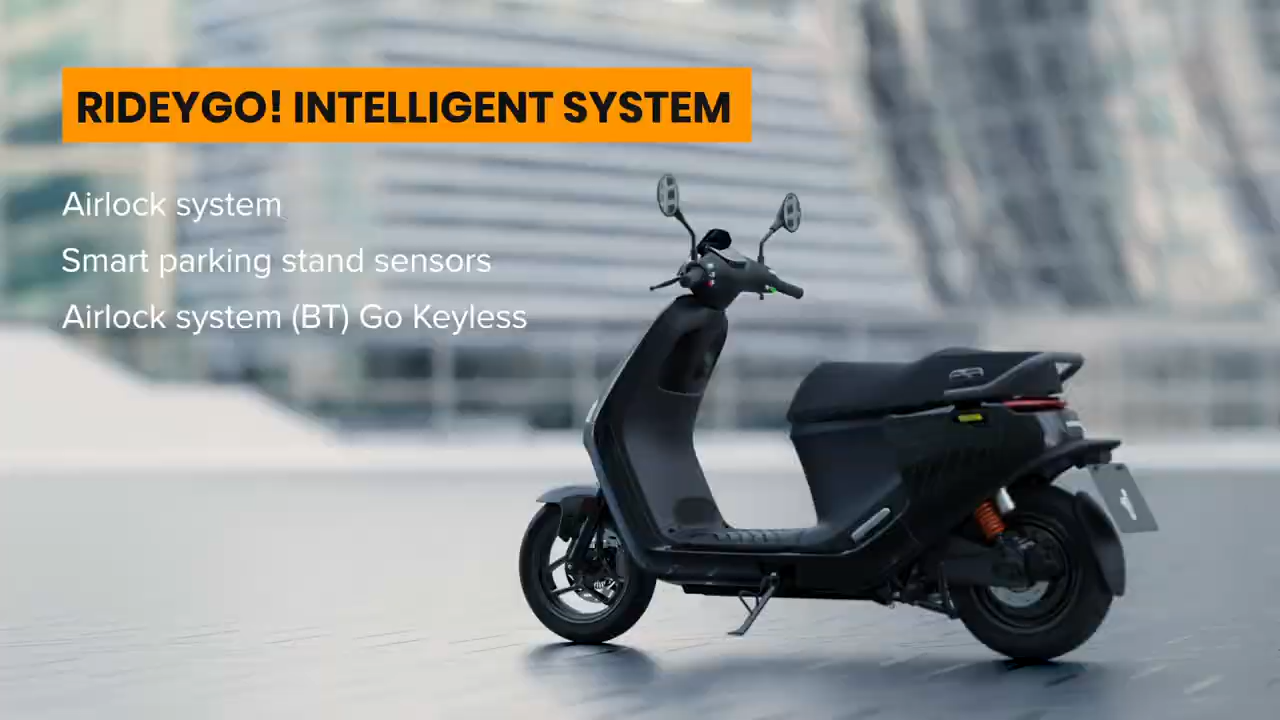 RIDEYGO! INTELLIGENT SYSTEM
Airlock system
Smart parking stand sensors
Airlock system (BT) Go Keyless